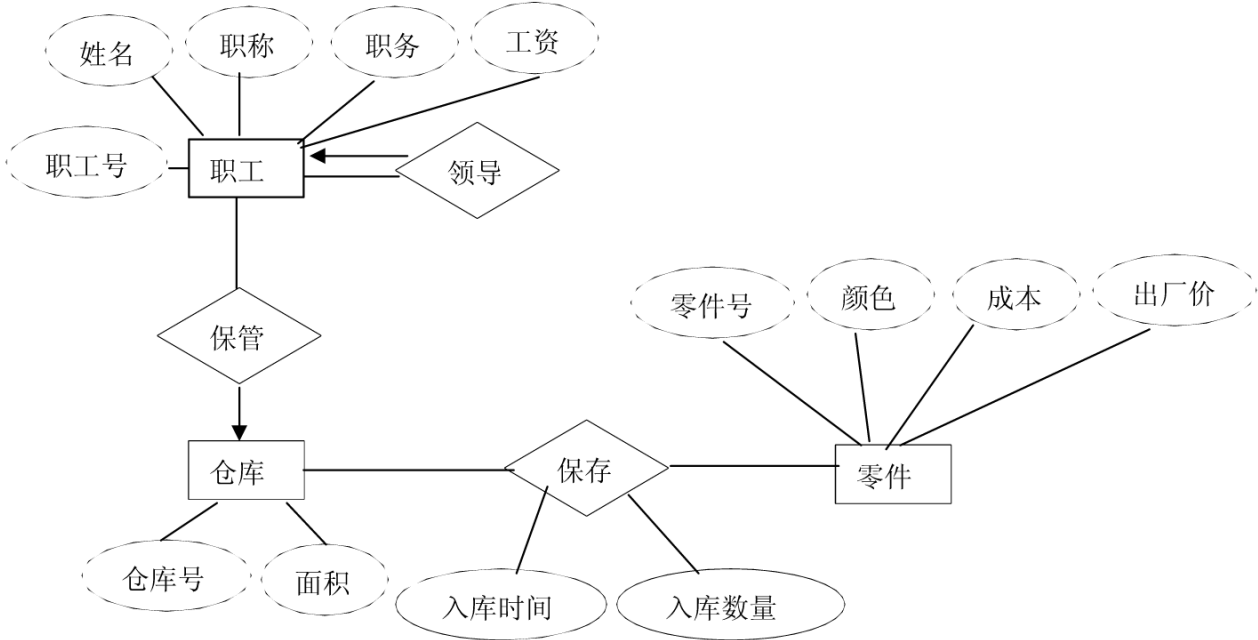 姓名
职称
职务
工资
职工号
职工
领导
保管
零件号
颜色
成本
出厂价
仓库
保存
零件
仓库号
面积
入库时间
入库数量